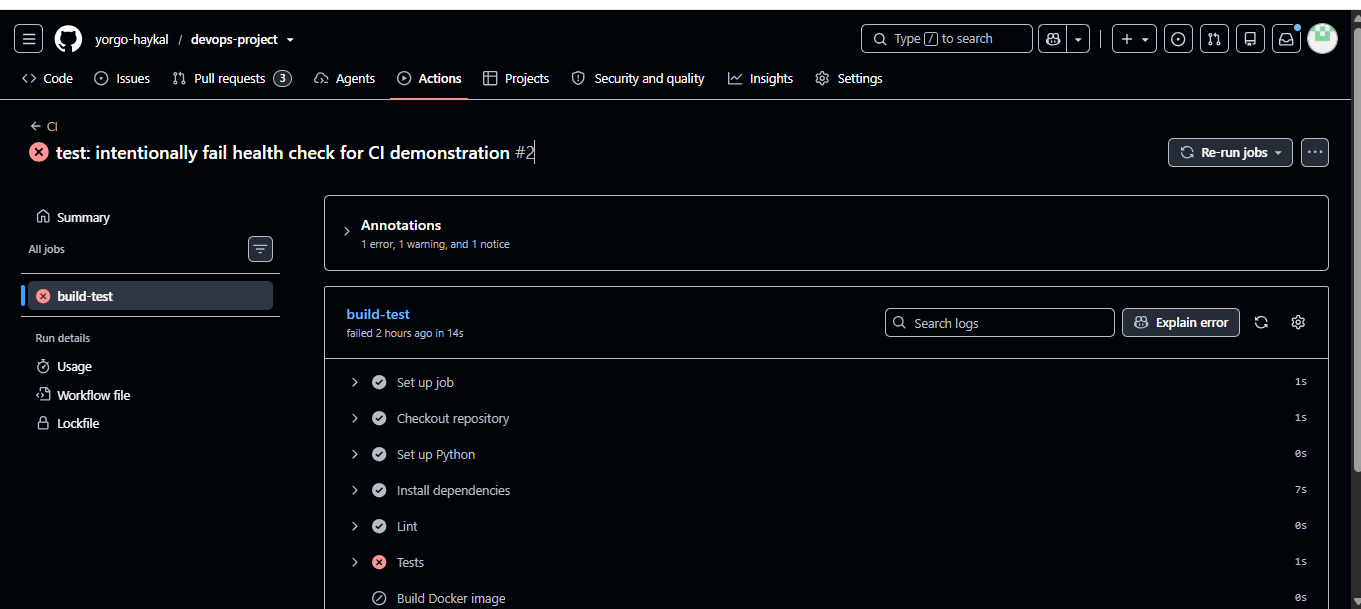 yorgo-haykal / devops-project
Type / to search
Code Issues Pull requests 3 Agents Actions Projects Security and quality Insights Settings
CI
test: intentionally fail health check for CI demonstration #2
Re-run jobs
Summary
All jobs
build-test
Run details
Usage
Workflow file
Lockfile
Annotations
1 error, 1 warning, and 1 notice
build-test
failed 2 hours ago in 14s
Search logs
Explain error
Set up job 1s
Checkout repository 1s
Set up Python 0s
Install dependencies 7s
Lint 0s
Tests 1s
Build Docker image 0s